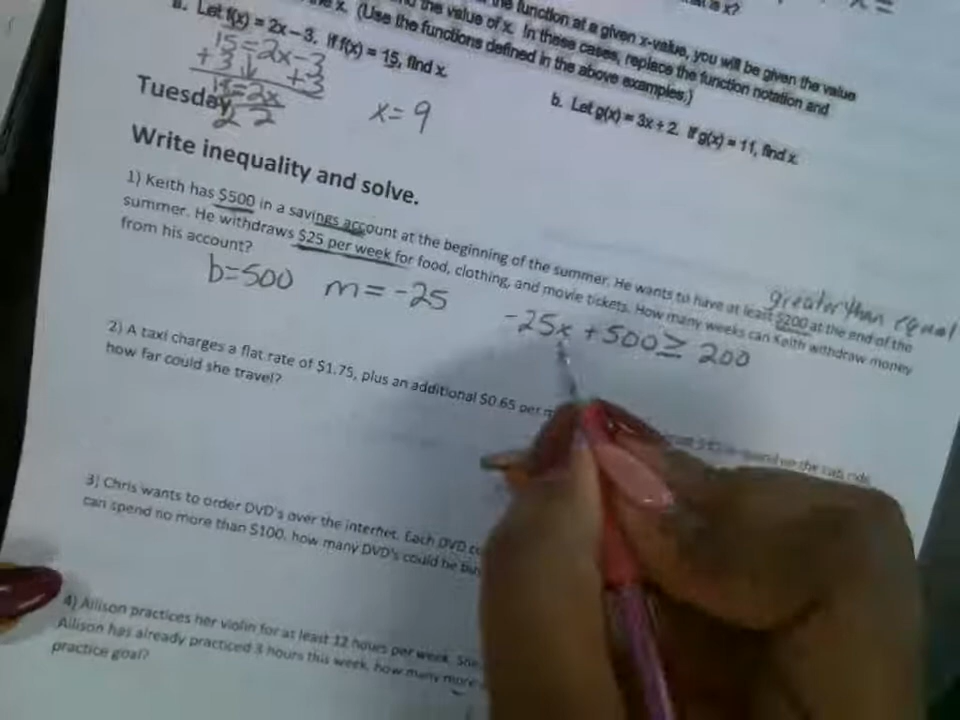 the function at a given x-value, you will be given the value
the x. and the value of x. In these cases, replace the function notation and
(Use the functions defined in the above examples.)
a. Let f(x) = 2x – 3. If f(x) = 15, find x.
15 = 2x - 3
+3 ↓ +3
18 = 2x
2 2
x = 9
b. Let g(x) = 3x + 2. If g(x) = 11, find x.
Tuesday
Write inequality and solve.
1) Keith has $500 in a savings account at the beginning of the summer. He wants to have at least $200 at the end of the
summer. He withdraws $25 per week for food, clothing, and movie tickets. How many weeks can Keith withdraw money
from his account?
greater than equal
b=500 m = -25
-25x + 500 ≥ 200
2) A taxi charges a flat rate of $1.75, plus an additional $0.65 per on the cab ride,
how far could she travel?
3) Chris wants to order DVD's over the internet. Each DVD
can spend no more than $100, how many DVD's could he
4) Allison practices her violin for at least 12 hours per week. She
Allison has already practiced 3 hours this week, how many more
practice goal?